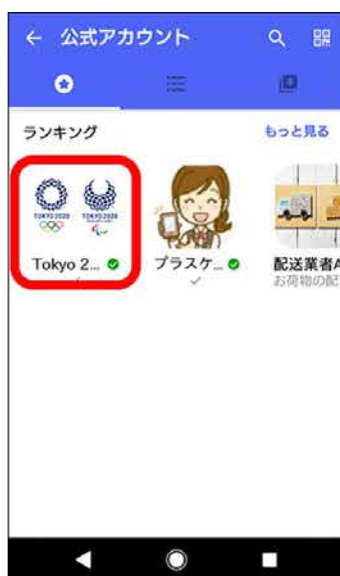 公式アカウント
ランキング
もっと見る
TOKYO 2020
TOKYO 2020
Tokyo 2...
プラスケ...
配送業者A
お荷物の配